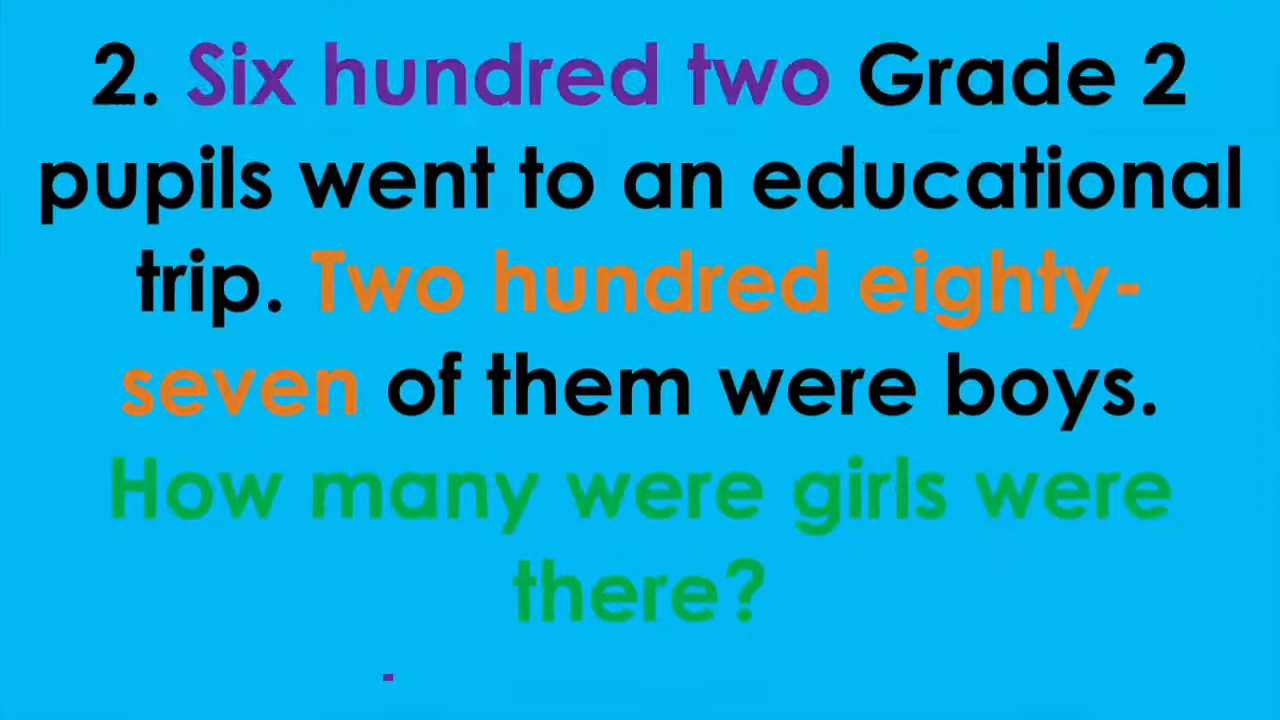 2. Six hundred two Grade 2
pupils went to an educational
trip. Two hundred eighty-
seven of them were boys.
How many were girls were
there?
-